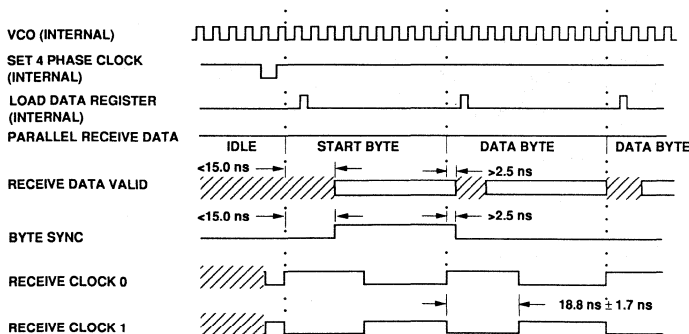 VCO (INTERNAL)
SET 4 PHASE CLOCK
(INTERNAL)
LOAD DATA REGISTER
(INTERNAL)
PARALLEL RECEIVE DATA
IDLE START BYTE DATA BYTE DATA BYTE
<15.0 ns >2.5 ns
RECEIVE DATA VALID
<15.0 ns >2.5 ns
BYTE SYNC
RECEIVE CLOCK 0
18.8 ns ± 1.7 ns
RECEIVE CLOCK 1